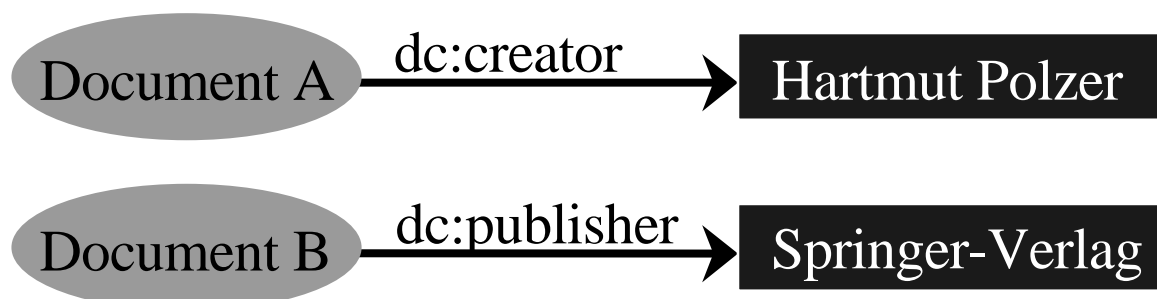 Document A dc:creator Hartmut Polzer
Document B dc:publisher Springer-Verlag